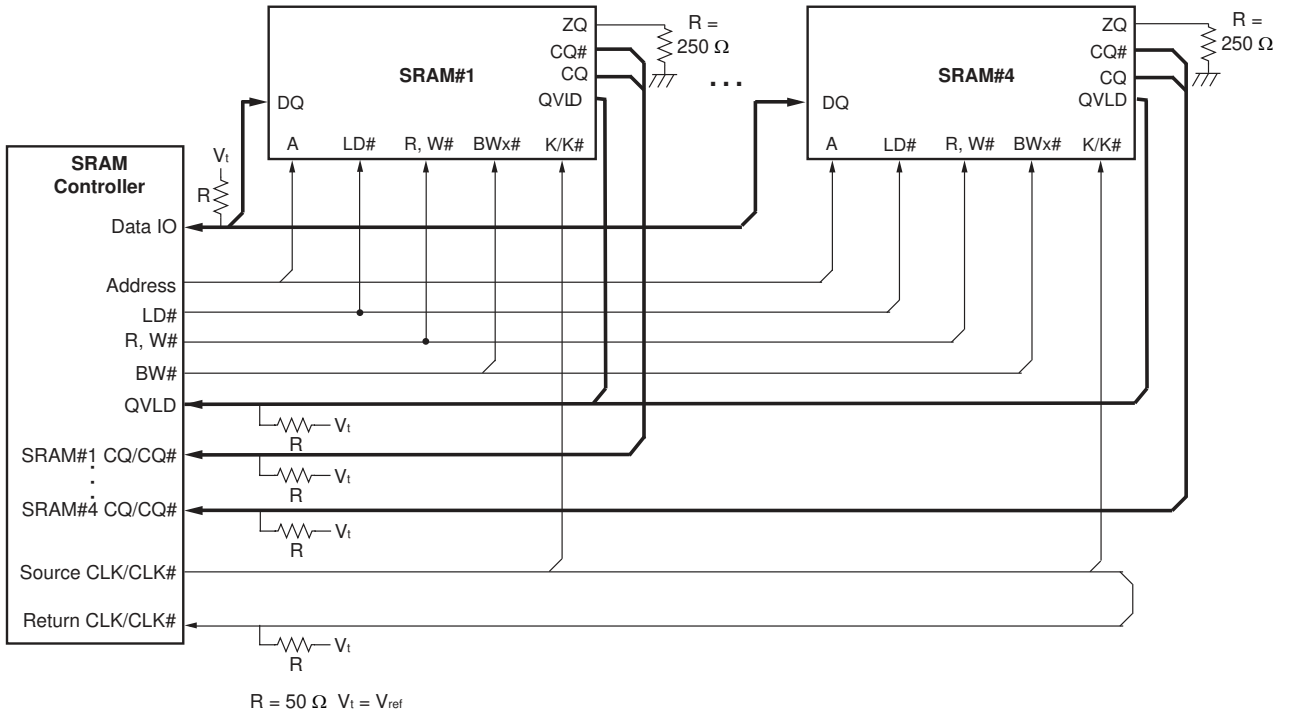 SRAM#1
DQ
A
LD#
R, W#
BWx#
K/K#
ZQ
CQ#
CQ
QVLD
R =
250 Ω
...
SRAM#4
DQ
A
LD#
R, W#
BWx#
K/K#
ZQ
CQ#
CQ
QVLD
R =
250 Ω
SRAM
Controller
Vt
R
Data IO
Address
LD#
R, W#
BW#
QVLD
R
Vt
SRAM#1 CQ/CQ#
R
Vt
SRAM#4 CQ/CQ#
R
Vt
Source CLK/CLK#
Return CLK/CLK#
R
Vt
R = 50 Ω Vt = Vref